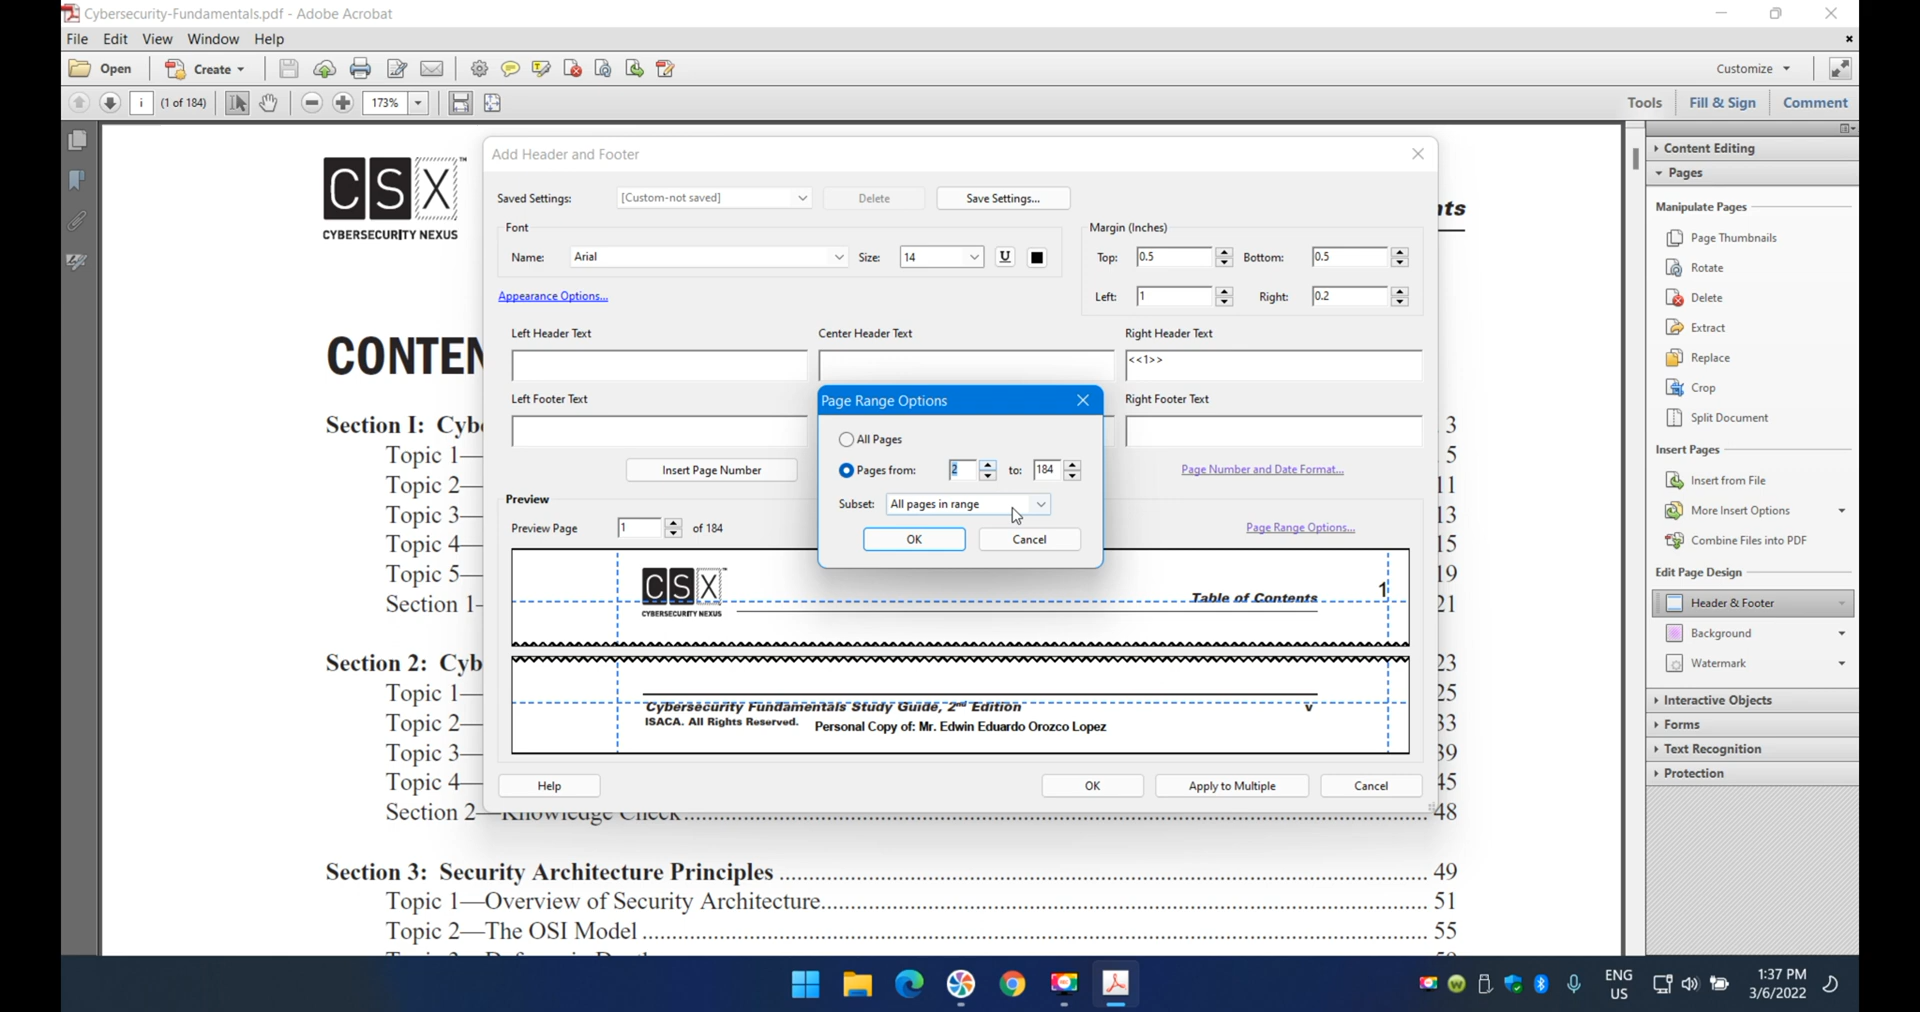 Cybersecurity-Fundamentals.pdf - Adobe Acrobat
File Edit View Window Help
Open Create Customize
i (1 of 184) 173% Tools Fill & Sign Comment
CSX™
CYBERSECURITY NEXUS
Add Header and Footer
Saved Settings: [Custom-not saved] Delete Save Settings...
Font
Name: Arial Size: 14 U
Appearance Options...
Margin (Inches)
Top: 0.5 Bottom: 0.5
Left: 1 Right: 0.2
Left Header Text Center Header Text Right Header Text
<<1>>
Left Footer Text Right Footer Text
Insert Page Number Page Number and Date Format...
Page Range Options
All Pages
Pages from: 2 to: 184
Subset: All pages in range
OK Cancel
Preview
Preview Page 1 of 184 Page Range Options...
CSX™
CYBERSECURITY NEXUS
Table of Contents 1
Cybersecurity Fundamentals Study Guide, 2nd Edition v
ISACA. All Rights Reserved. Personal Copy of: Mr. Edwin Eduardo Orozco Lopez
Help OK Apply to Multiple Cancel
nts
CONTEN
Section I: Cyb 3
Topic 1— 5
Topic 2— 11
Topic 3— 13
Topic 4— 15
Topic 5— 19
Section 1- 21
Section 2: Cyb 23
Topic 1— 25
Topic 2— 33
Topic 3— 39
Topic 4— 45
Section 2—Knowledge Check 48
Section 3: Security Architecture Principles 49
Topic 1—Overview of Security Architecture 51
Topic 2—The OSI Model 55
Content Editing
Pages
Manipulate Pages
Page Thumbnails
Rotate
Delete
Extract
Replace
Crop
Split Document
Insert Pages
Insert from File
More Insert Options
Combine Files into PDF
Edit Page Design
Header & Footer
Background
Watermark
Interactive Objects
Forms
Text Recognition
Protection
ENG
US
1:37 PM
3/6/2022